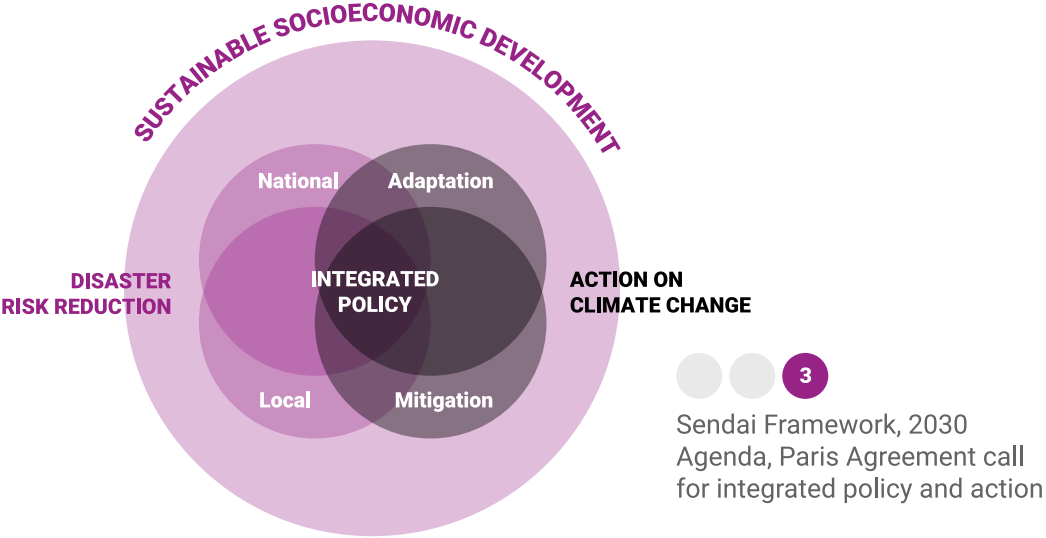 SUSTAINABLE SOCIOECONOMIC DEVELOPMENT
National
Adaptation
DISASTER
RISK REDUCTION
INTEGRATED
POLICY
ACTION ON
CLIMATE CHANGE
Local
Mitigation
3
Sendai Framework, 2030
Agenda, Paris Agreement call
for integrated policy and action